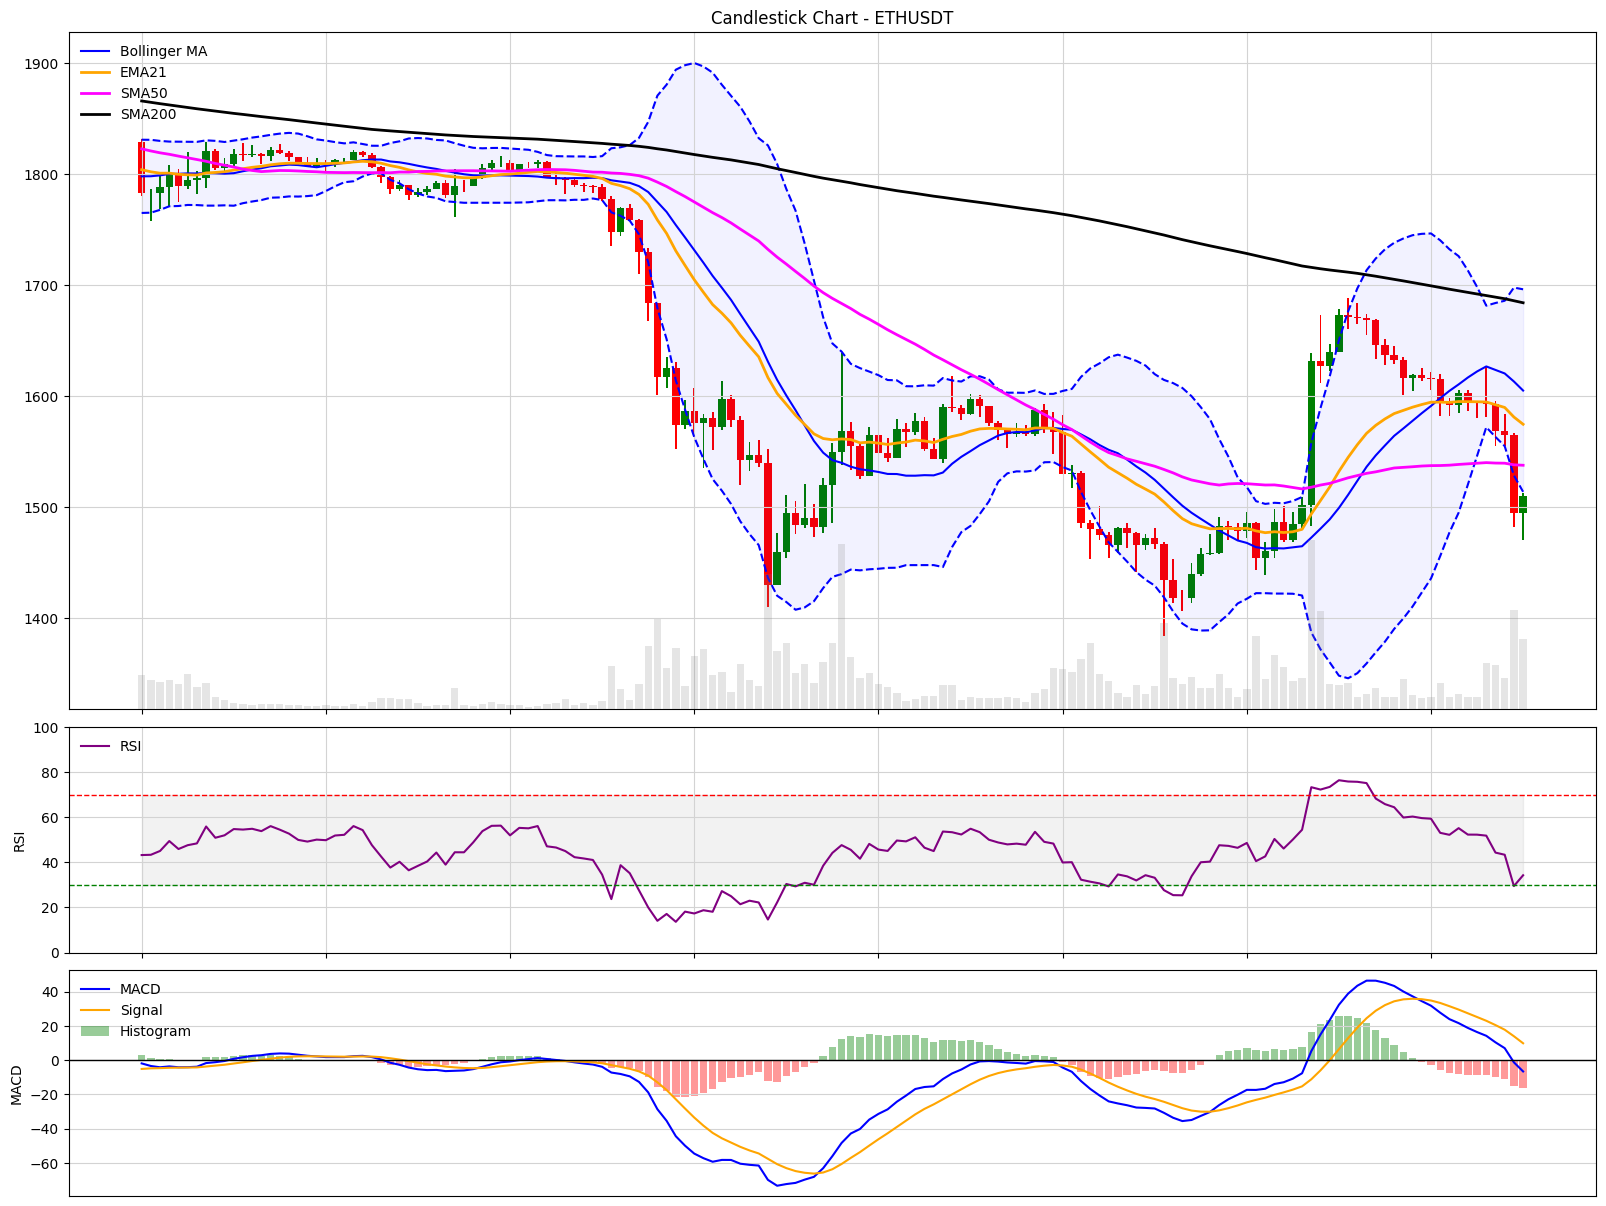 Candlestick Chart - ETHUSDT
Bollinger MA
EMA21
SMA50
SMA200
1900
1800
1700
1600
1500
1400
RSI
100
80
60
40
20
0
RSI
MACD
Signal
Histogram
40
20
0
−20
−40
−60
MACD